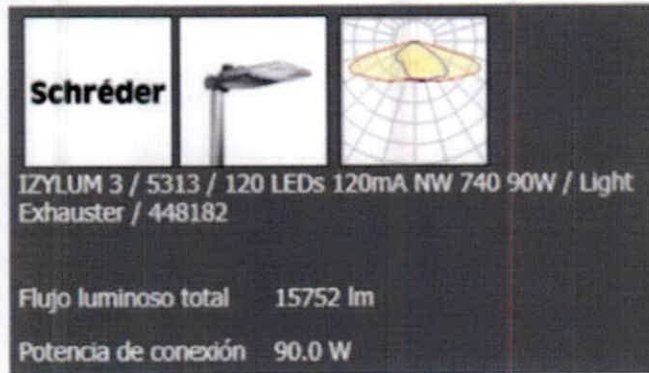 Schréder
IZYLUM 3 / 5313 / 120 LEDs 120mA NW 740 90W / Light
Exhauster / 448182
Flujo luminoso total 15752 lm
Potencia de conexión 90.0 W